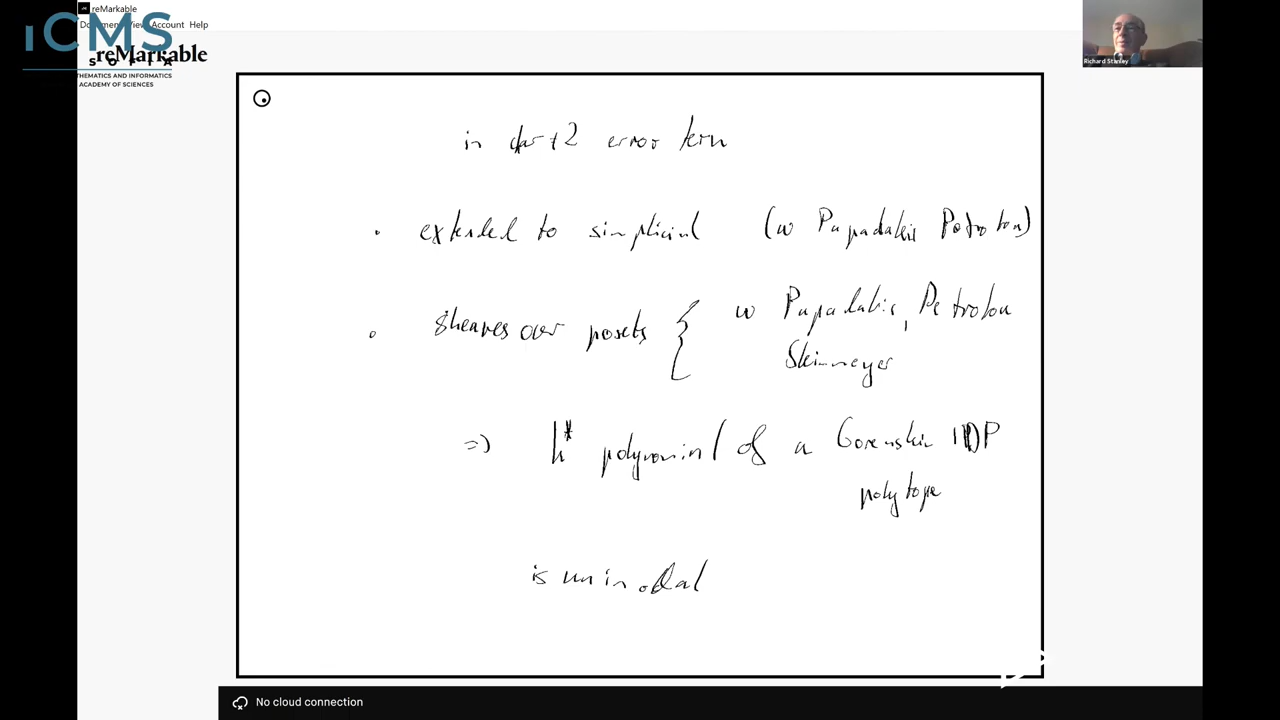 reMarkable
Document View Account Help
iCMS
reMarkable
SOFIA
THEMATICS AND INFORMATICS
ACADEMY OF SCIENCES
Richard Stanley
in char 2 error term
• extended to simplicial (w Papadakis Petrotou)
• sheaves over posets { w Papadakis, Petrotou
Steinmeyer
=> h* polynomial of a Gorenstein IDP
polytope
is unimodal
No cloud connection